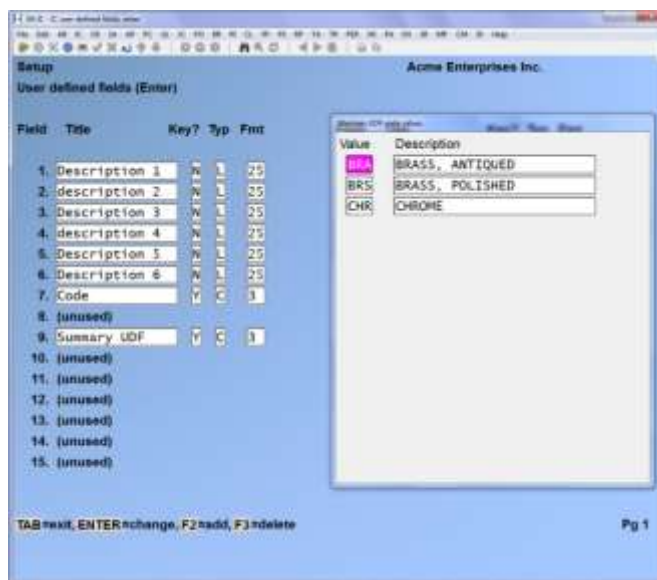 Setup
Acme Enterprises Inc.
User defined fields (Enter)
Field Title Key? Typ Fmt
1. Description 1 N L 25
2. description 2 N L 25
3. Description 3 N L 25
4. description 4 N L 25
5. Description 5 N L 25
6. Description 6 N L 25
7. Code Y C 3
8. (unused)
9. Summary UDF Y C 3
10. (unused)
11. (unused)
12. (unused)
13. (unused)
14. (unused)
15. (unused)
Value Description
BRA BRASS, ANTIQUED
BRS BRASS, POLISHED
CHR CHROME
TAB=exit, ENTER=change, F2=add, F3=delete
Pg 1